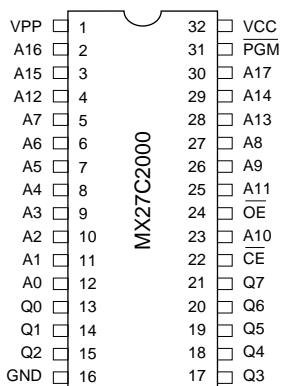 VPP 1 32 VCC
A16 2 31 P̅G̅M̅
A15 3 30 A17
A12 4 29 A14
A7 5 28 A13
A6 6 27 A8
A5 7 26 A9
A4 8 25 A11
A3 9 24 O̅E̅
A2 10 23 A10
A1 11 22 C̅E̅
A0 12 21 Q7
Q0 13 20 Q6
Q1 14 19 Q5
Q2 15 18 Q4
GND 16 17 Q3
MX27C2000